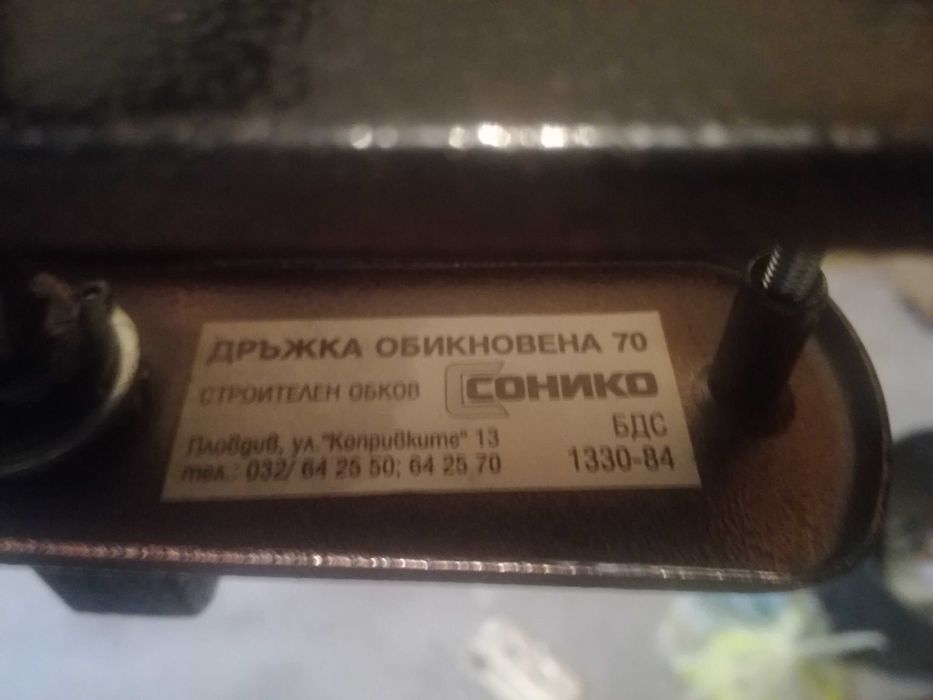 ДРЪЖКА ОБИКНОВЕНА 70
СТРОИТЕЛЕН ОБКОВ СОНИКО
Пловдив, ул."Копривките" 13
тел.: 032/ 64 25 50; 64 25 70
БДС
1330-84